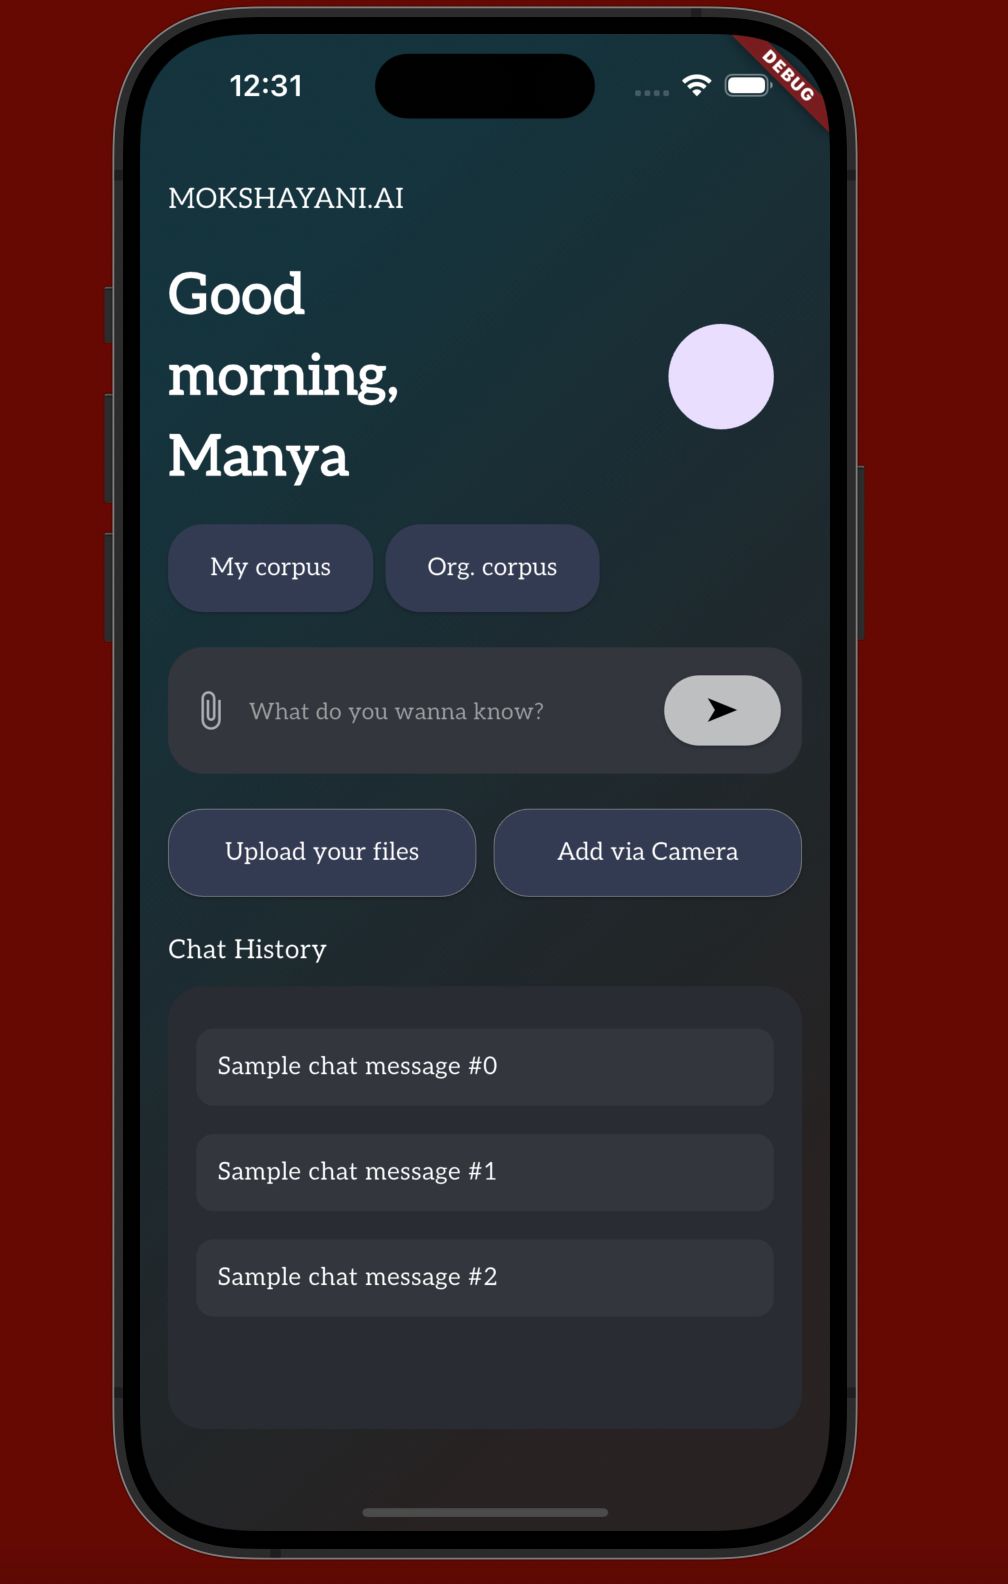 12:31
DEBUG
MOKSHAYANI.AI
Good
morning,
Manya
My corpus
Org. corpus
What do you wanna know?
Upload your files
Add via Camera
Chat History
Sample chat message #0
Sample chat message #1
Sample chat message #2